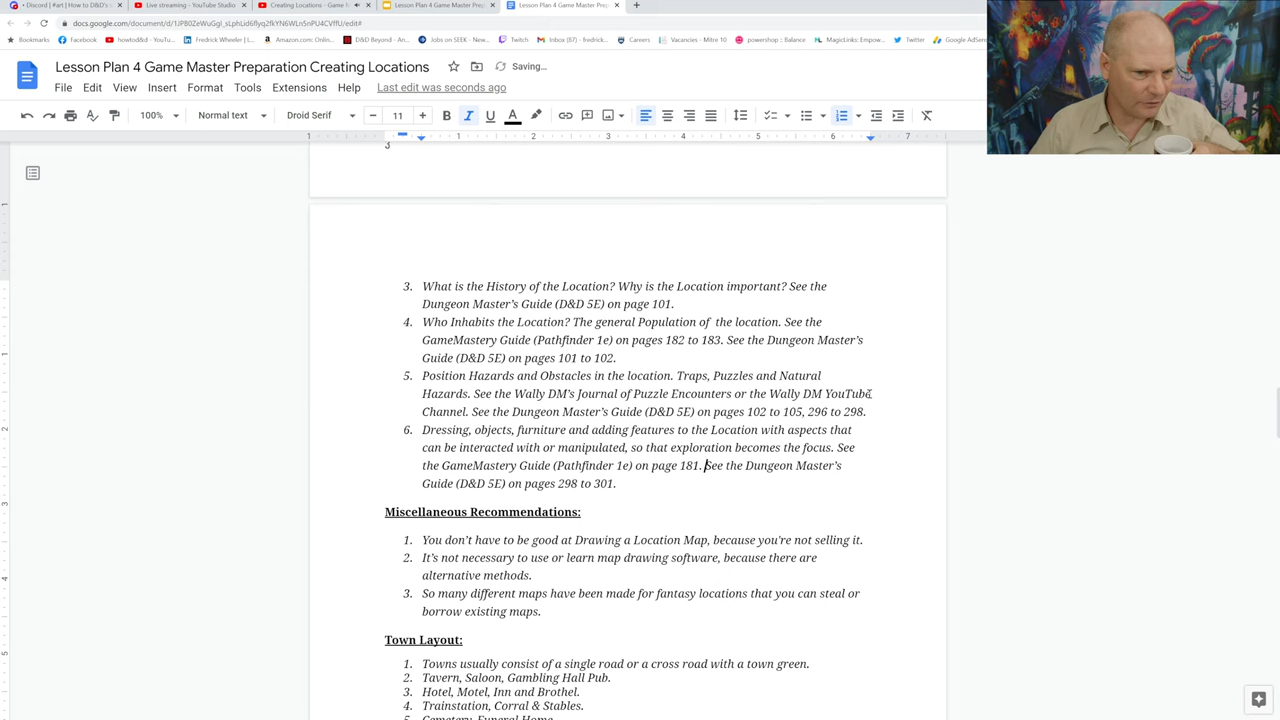 Discord | #art | How to D&D's s
Live streaming - YouTube Studio
Creating Locations - Game M
Lesson Plan 4 Game Master Prep
Lesson Plan 4 Game Master Prep
docs.google.com/document/d/
/edit#
Bookmarks
Facebook
howtod&d - YouTu...
Fredrick Wheeler | L...
Amazon.com: Onlin...
D&D Beyond - An...
Jobs on SEEK - New...
Twitch
Inbox (87) - fredrick...
Careers
Vacancies - Mitre 10
powershop :: Balance
MagicLinks: Empow...
Twitter
Google AdSen
Lesson Plan 4 Game Master Preparation Creating Locations
Saving...
File Edit View Insert Format Tools Extensions Help Last edit was seconds ago
100% Normal text Droid Serif 11 B I U A
1 1 2 3 4 5 6 7
3
3. What is the History of the Location? Why is the Location important? See the
Dungeon Master's Guide (D&D 5E) on page 101.
4. Who Inhabits the Location? The general Population of the location. See the
GameMastery Guide (Pathfinder 1e) on pages 182 to 183. See the Dungeon Master's
Guide (D&D 5E) on pages 101 to 102.
5. Position Hazards and Obstacles in the location. Traps, Puzzles and Natural
Hazards. See the Wally DM's Journal of Puzzle Encounters or the Wally DM YouTube
Channel. See the Dungeon Master's Guide (D&D 5E) on pages 102 to 105, 296 to 298.
6. Dressing, objects, furniture and adding features to the Location with aspects that
can be interacted with or manipulated, so that exploration becomes the focus. See
the GameMastery Guide (Pathfinder 1e) on page 181. See the Dungeon Master's
Guide (D&D 5E) on pages 298 to 301.
Miscellaneous Recommendations:
1. You don't have to be good at Drawing a Location Map, because you're not selling it.
2. It's not necessary to use or learn map drawing software, because there are
alternative methods.
3. So many different maps have been made for fantasy locations that you can steal or
borrow existing maps.
Town Layout:
1. Towns usually consist of a single road or a cross road with a town green.
2. Tavern, Saloon, Gambling Hall Pub.
3. Hotel, Motel, Inn and Brothel.
4. Trainstation, Corral & Stables.
5. Cemetery, Funeral Home